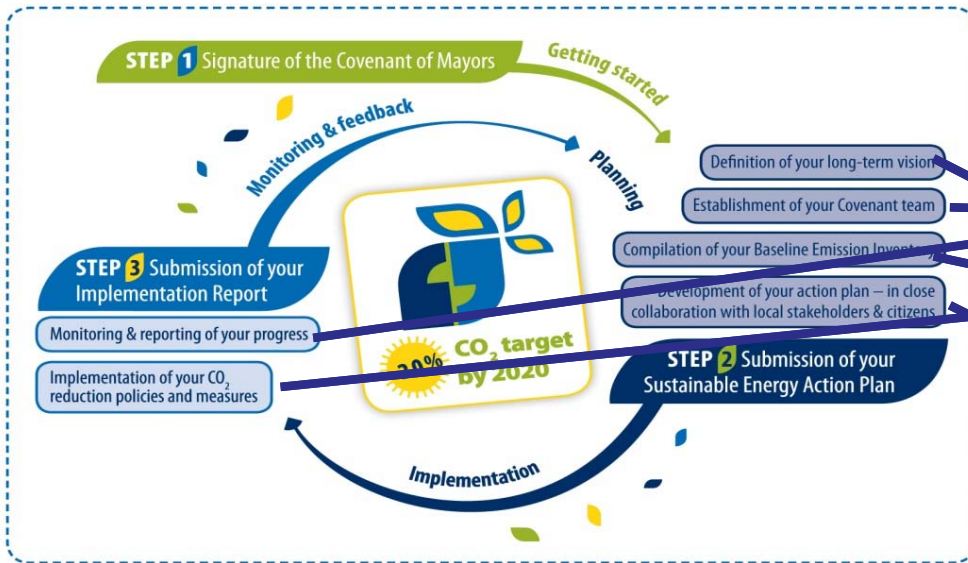 STEP 1 Signature of the Covenant of Mayors
Getting started
Monitoring & feedback
Planning
Definition of your long-term vision
Establishment of your Covenant team
Compilation of your Baseline Emission Inventory
Development of your action plan – in close
collaboration with local stakeholders & citizens
STEP 2 Submission of your
Sustainable Energy Action Plan
Implementation
STEP 3 Submission of your
Implementation Report
Monitoring & reporting of your progress
Implementation of your CO₂
reduction policies and measures
CO₂ target
by 2020